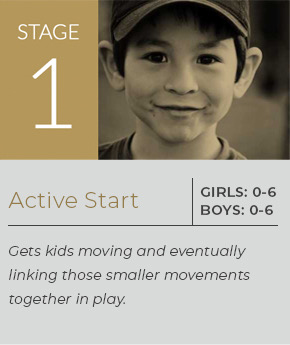 STAGE
1
Active Start
GIRLS: 0-6
BOYS: 0-6
Gets kids moving and eventually
linking those smaller movements
together in play.